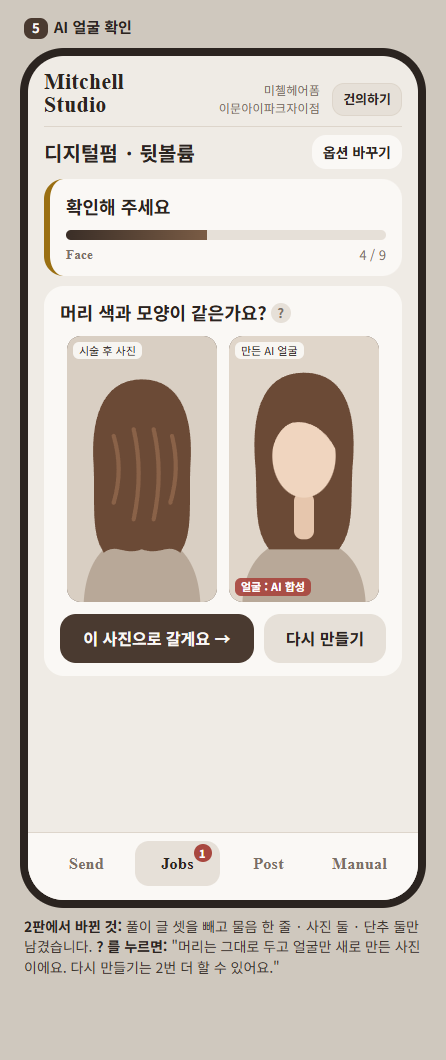 5 AI 얼굴 확인
Mitchell
Studio
미젤헤어폼
이문아이파크자이점
건의하기
디지털펌 · 뒷볼륨
옵션 바꾸기
확인해 주세요
Face
4 / 9
머리 색과 모양이 같은가요? ?
시술 후 사진
만든 AI 얼굴
얼굴 : AI 합성
이 사진으로 갈게요 →
다시 만들기
Send
Jobs
1
Post
Manual
2판에서 바뀐 것: 풀이 글 셋을 빼고 물음 한 줄 · 사진 둘 · 단추 둘만
남겼습니다. ? 를 누르면: "머리는 그대로 두고 얼굴만 새로 만든 사진
이에요. 다시 만들기는 2번 더 할 수 있어요."